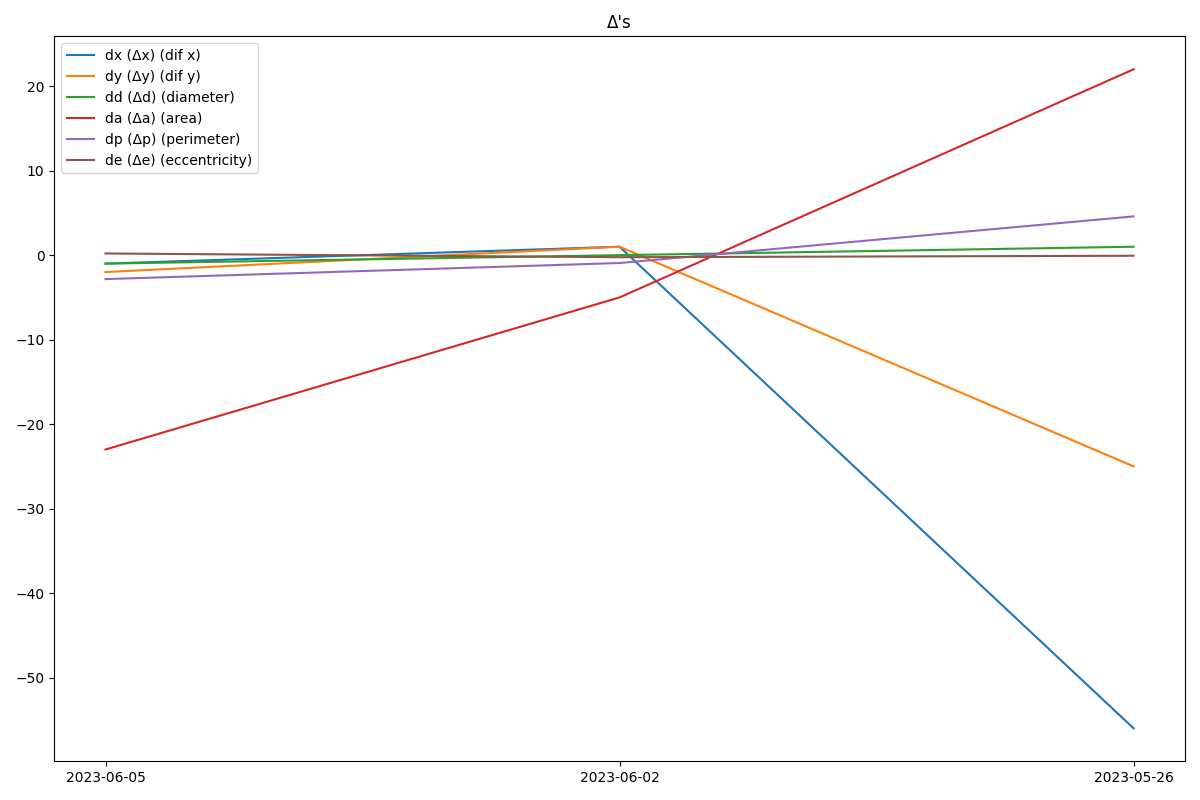 Δ's
dx (Δx) (dif x)
dy (Δy) (dif y)
dd (Δd) (diameter)
da (Δa) (area)
dp (Δp) (perimeter)
de (Δe) (eccentricity)
20
10
0
−10
−20
−30
−40
−50
2023-06-05 2023-06-02 2023-05-26